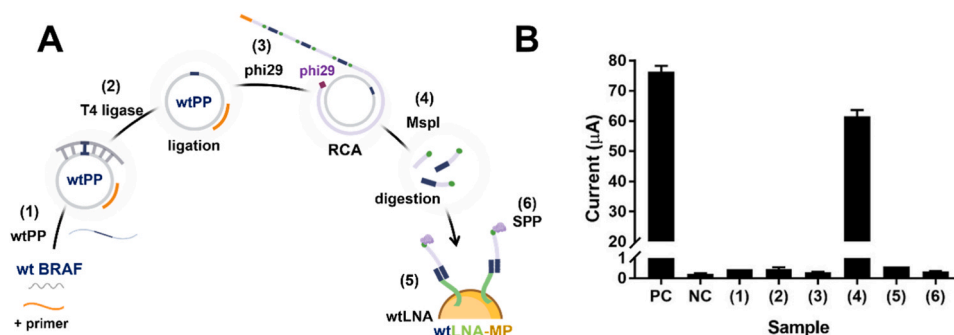 A
(1)
wtPP
wt BRAF
+ primer
(2)
T4 ligase
wtPP
wtPP
ligation
(3)
phi29
phi29
RCA
(4)
MspI
digestion
(5)
wtLNA
(6)
SPP
wtLNA-MP
B
Current (µA)
80
70
60
50
40
30
20
1
0
PC NC (1) (2) (3) (4) (5) (6)
Sample